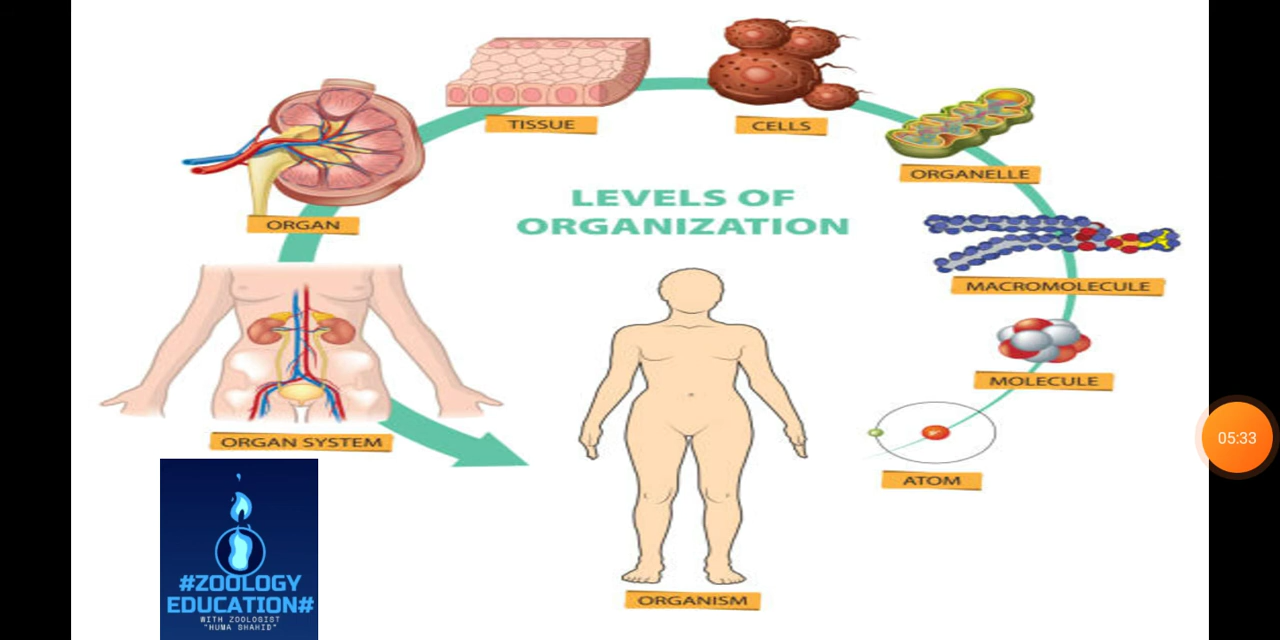 TISSUE
CELLS
ORGANELLE
LEVELS OF
ORGANIZATION
ORGAN
MACROMOLECULE
MOLECULE
05:33
ORGAN SYSTEM
ATOM
ORGANISM
#ZOOLOGY
EDUCATION#
WITH ZOOLOGIST
"HUMA SHAHID"